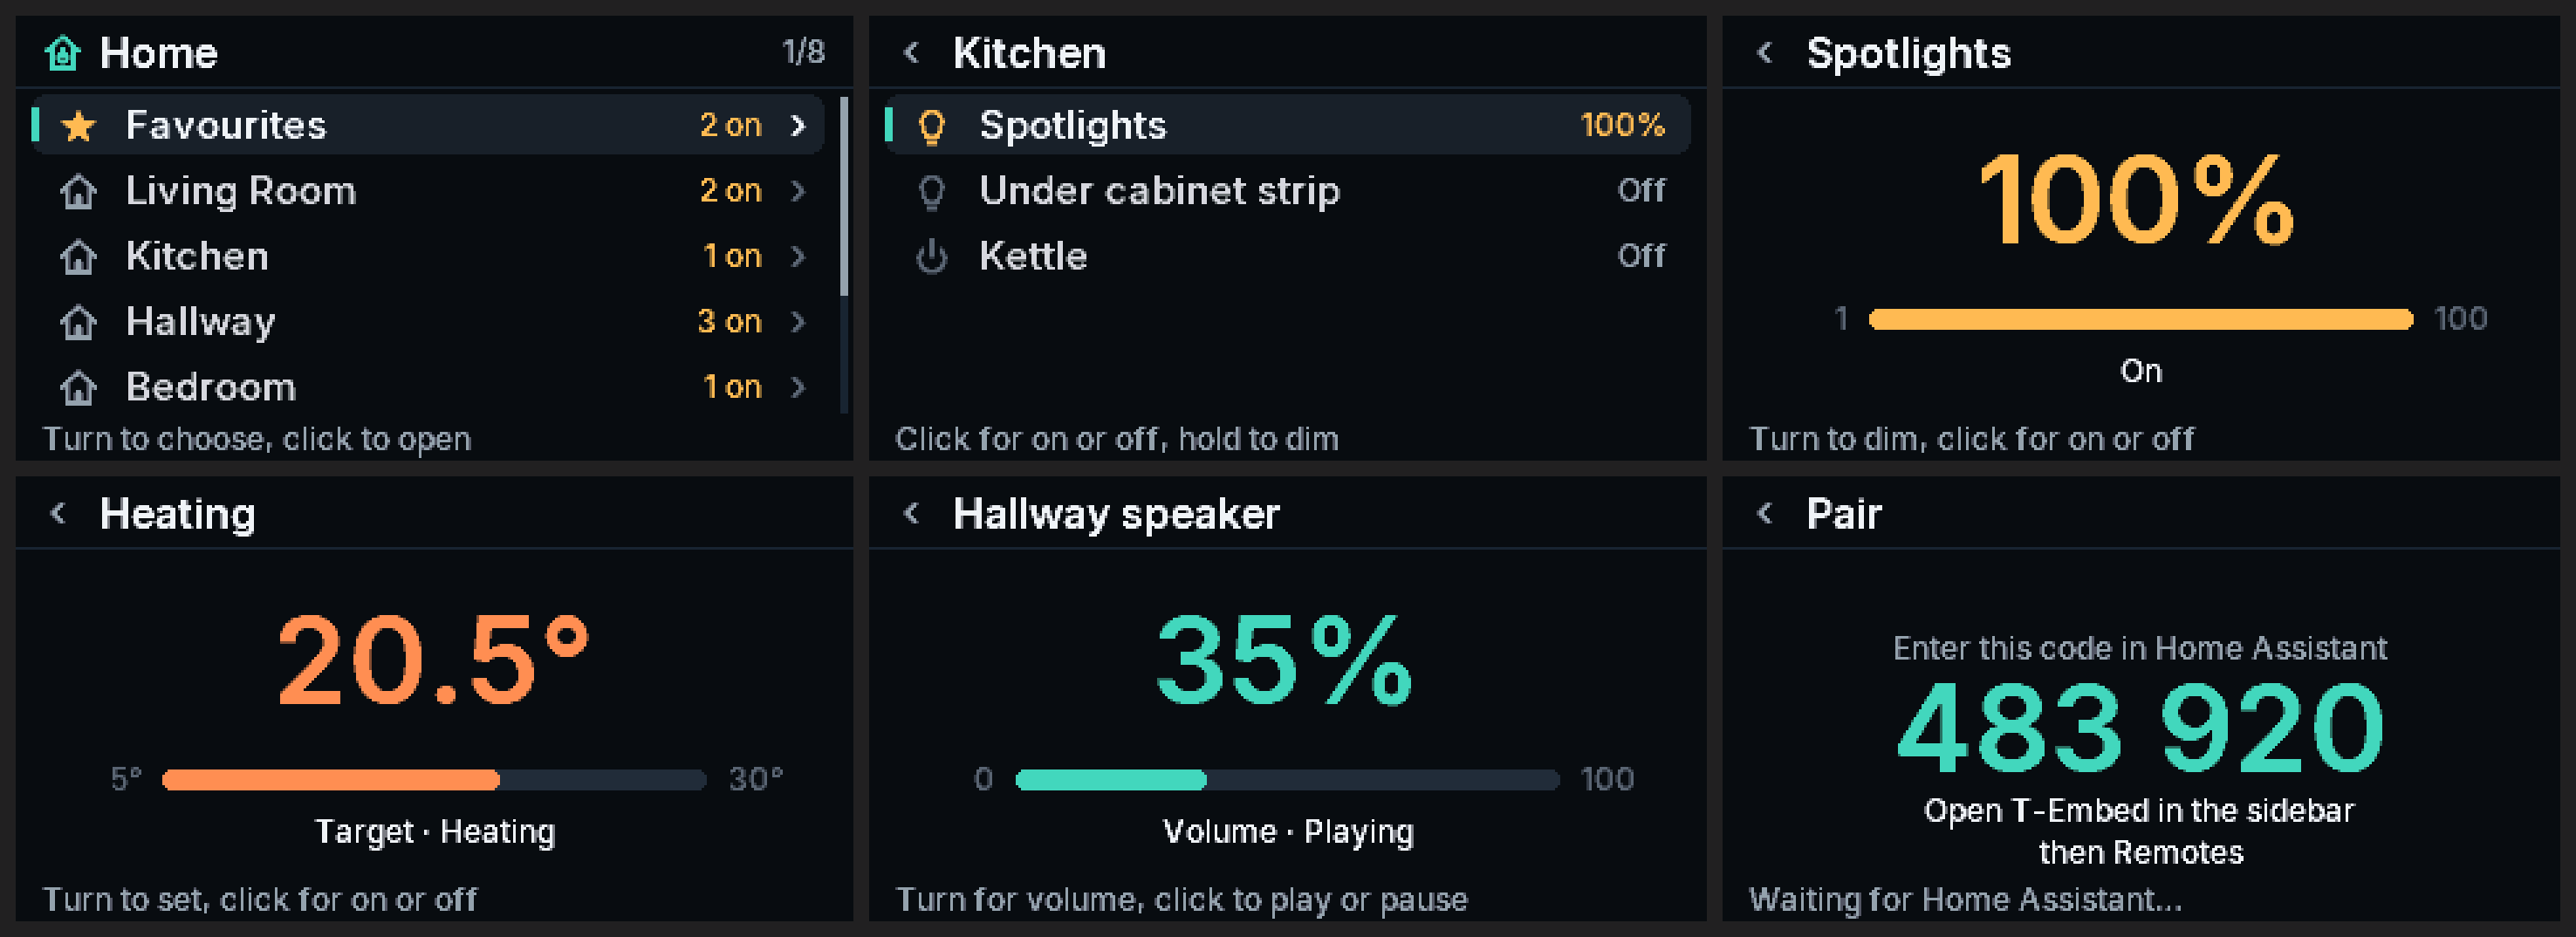 Home 1/8
Favourites 2 on
Living Room 2 on
Kitchen 1 on
Hallway 3 on
Bedroom 1 on
Turn to choose, click to open
Kitchen
Spotlights 100%
Under cabinet strip Off
Kettle Off
Click for on or off, hold to dim
Spotlights
100%
1 100
On
Turn to dim, click for on or off
Heating
20.5°
5° 30°
Target · Heating
Turn to set, click for on or off
Hallway speaker
35%
0 100
Volume · Playing
Turn for volume, click to play or pause
Pair
Enter this code in Home Assistant
483 920
Open T-Embed in the sidebar
then Remotes
Waiting for Home Assistant...